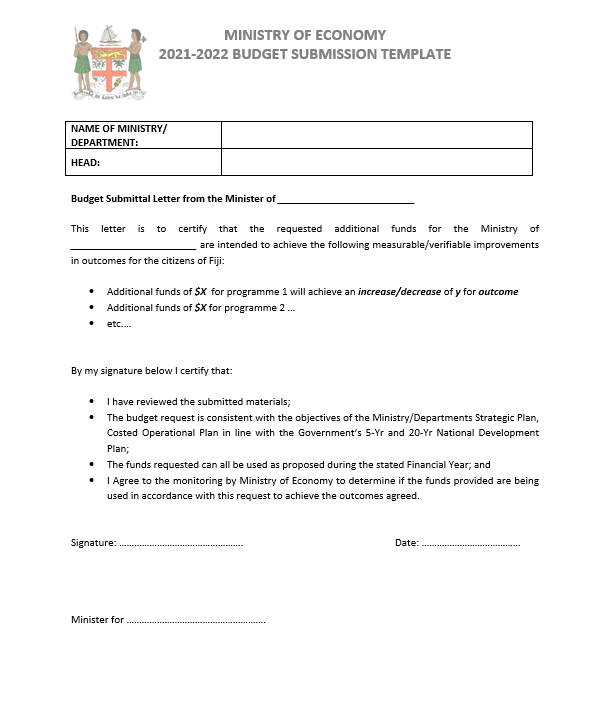 MINISTRY OF ECONOMY
2021-2022 BUDGET SUBMISSION TEMPLATE
NAME OF MINISTRY/
DEPARTMENT:
HEAD:
Budget Submittal Letter from the Minister of _________________________
This letter is to certify that the requested additional funds for the Ministry of
_______________________ are intended to achieve the following measurable/verifiable improvements
in outcomes for the citizens of Fiji:
• Additional funds of $X for programme 1 will achieve an increase/decrease of y for outcome
• Additional funds of $X for programme 2 ...
• etc....
By my signature below I certify that:
• I have reviewed the submitted materials;
• The budget request is consistent with the objectives of the Ministry/Departments Strategic Plan,
Costed Operational Plan in line with the Government's 5-Yr and 20-Yr National Development
Plan;
• The funds requested can all be used as proposed during the stated Financial Year; and
• I Agree to the monitoring by Ministry of Economy to determine if the funds provided are being
used in accordance with this request to achieve the outcomes agreed.
Signature: ................................................ Date: ......................................
Minister for ......................................................